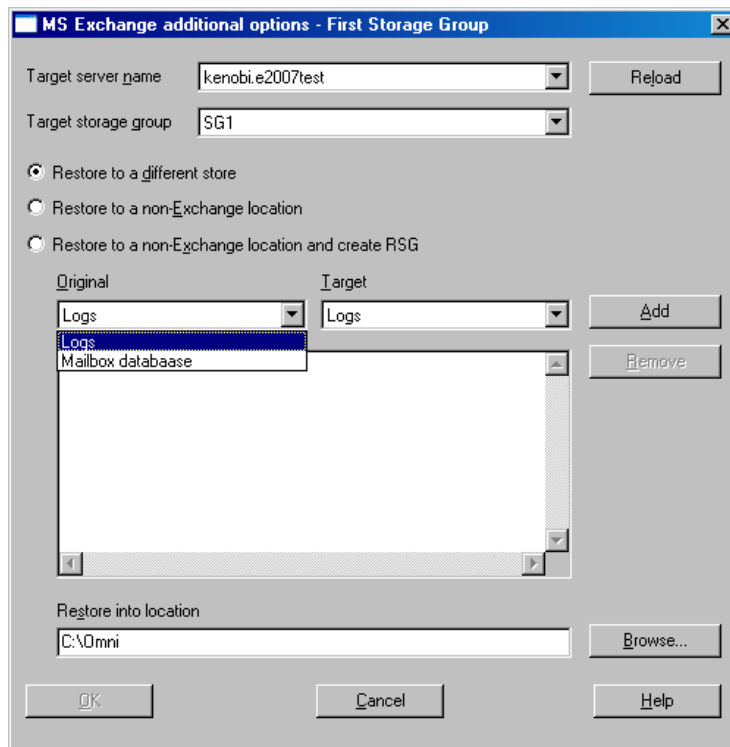 MS Exchange additional options - First Storage Group
Target server name kenobi.e2007test Reload
Target storage group SG1
Restore to a different store
Restore to a non-Exchange location
Restore to a non-Exchange location and create RSG
Original Target
Logs Logs Add
Logs
Mailbox databaase Remove
Restore into location
C:\Omni Browse...
OK Cancel Help